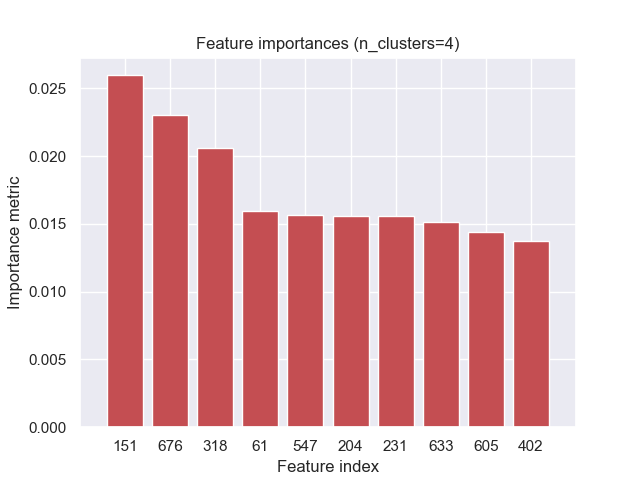 Feature importances (n_clusters=4)
Importance metric
0.025
0.020
0.015
0.010
0.005
0.000
151 676 318 61 547 204 231 633 605 402
Feature index